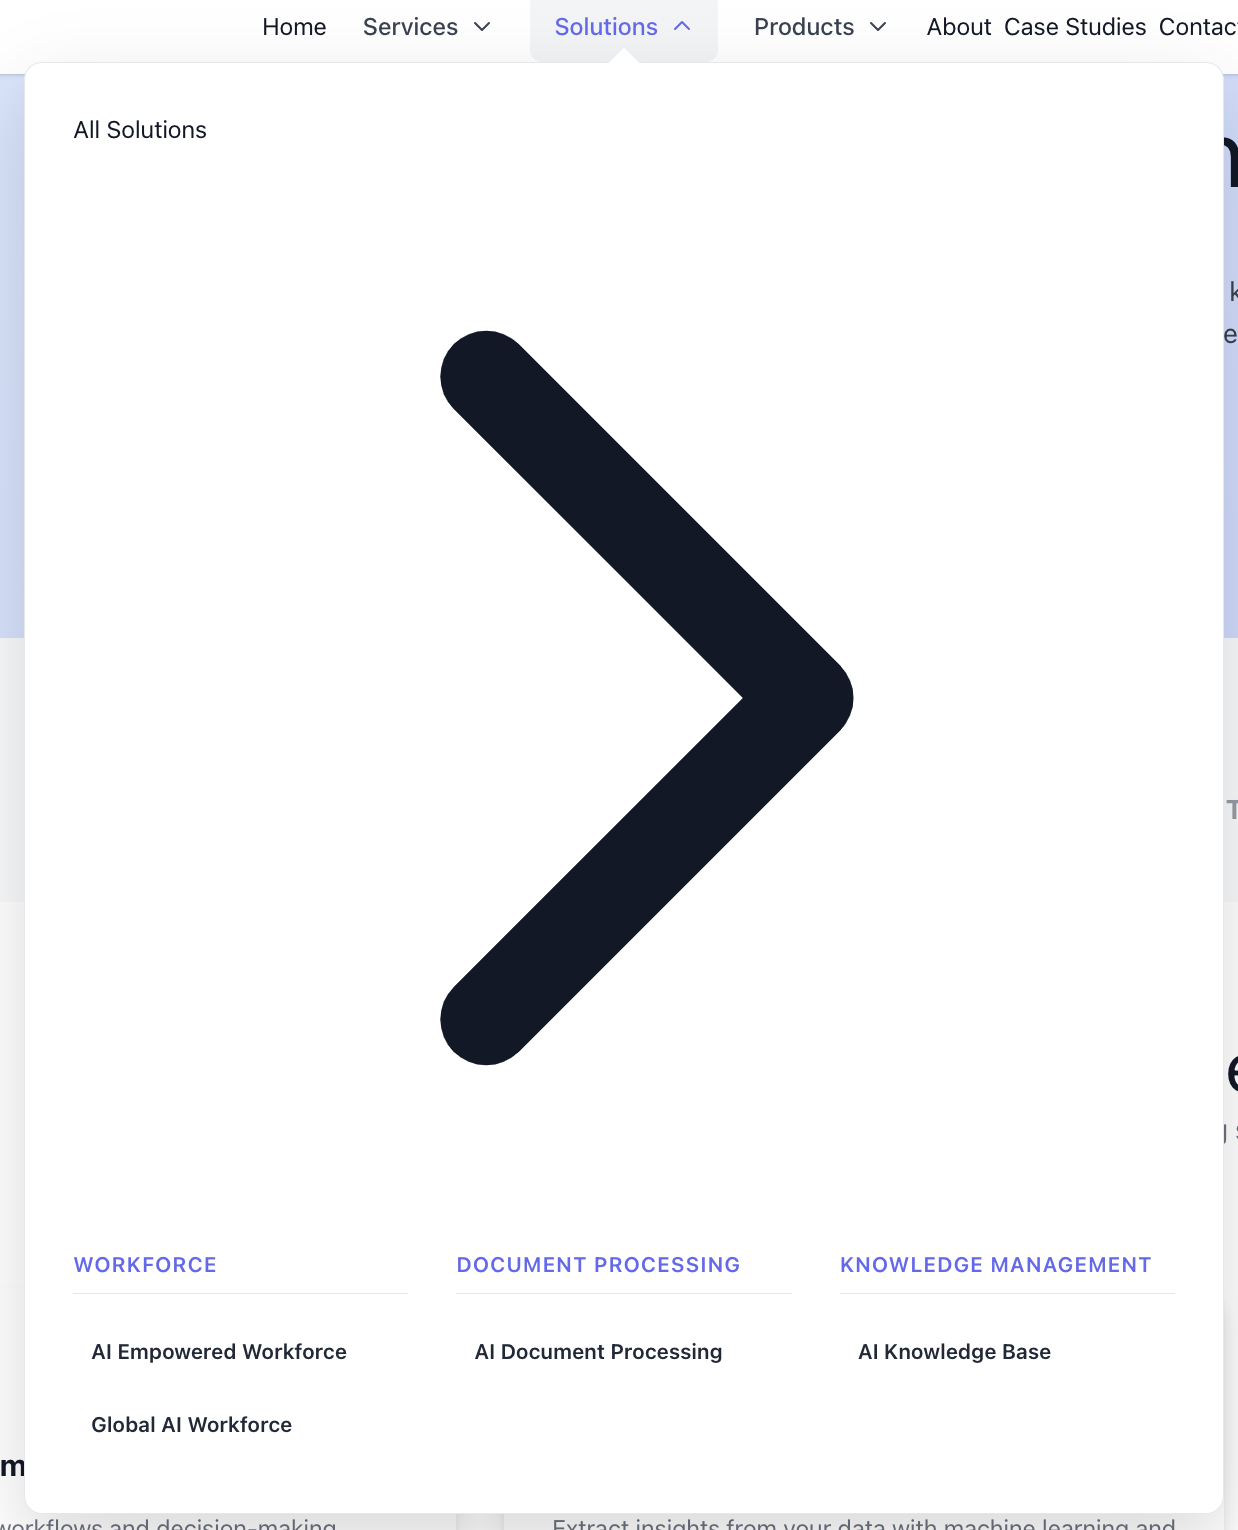 Home Services Solutions Products About Case Studies
All Solutions
WORKFORCE
AI Empowered Workforce
Global AI Workforce
DOCUMENT PROCESSING
AI Document Processing
KNOWLEDGE MANAGEMENT
AI Knowledge Base
workflows and decision-making
Extract insights from your data with machine learning and